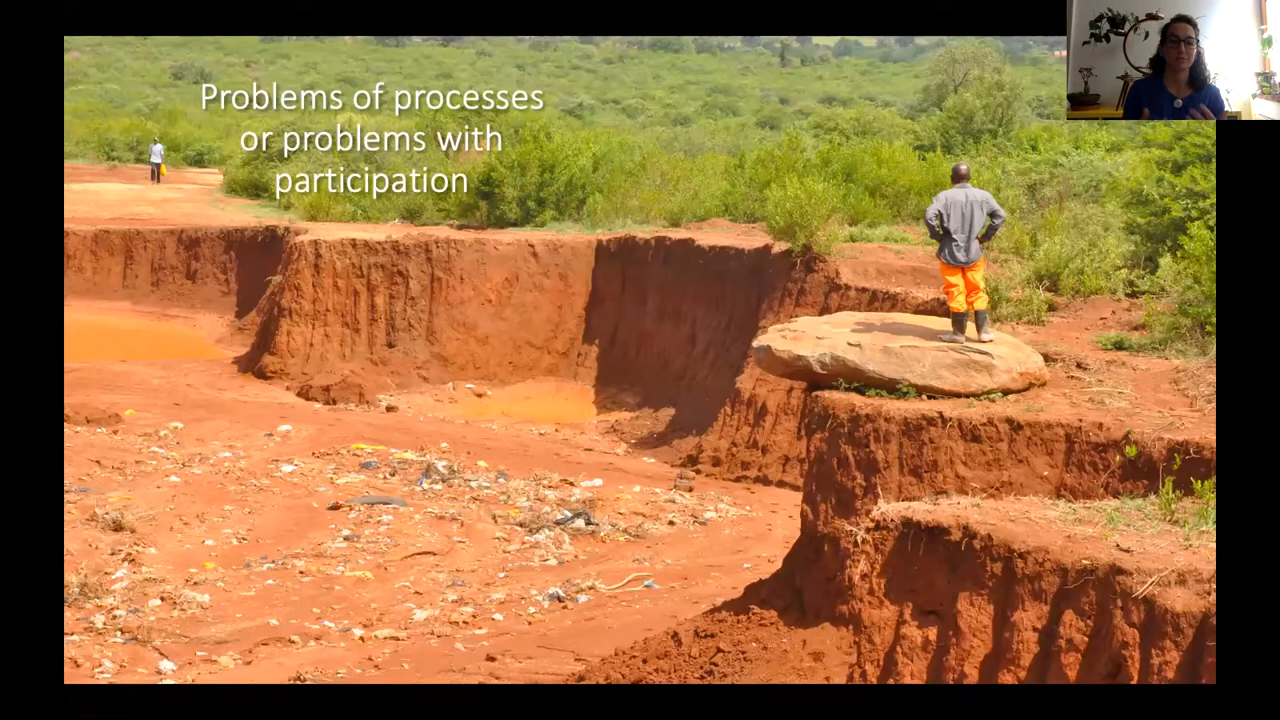 Problems of processes
or problems with
participation